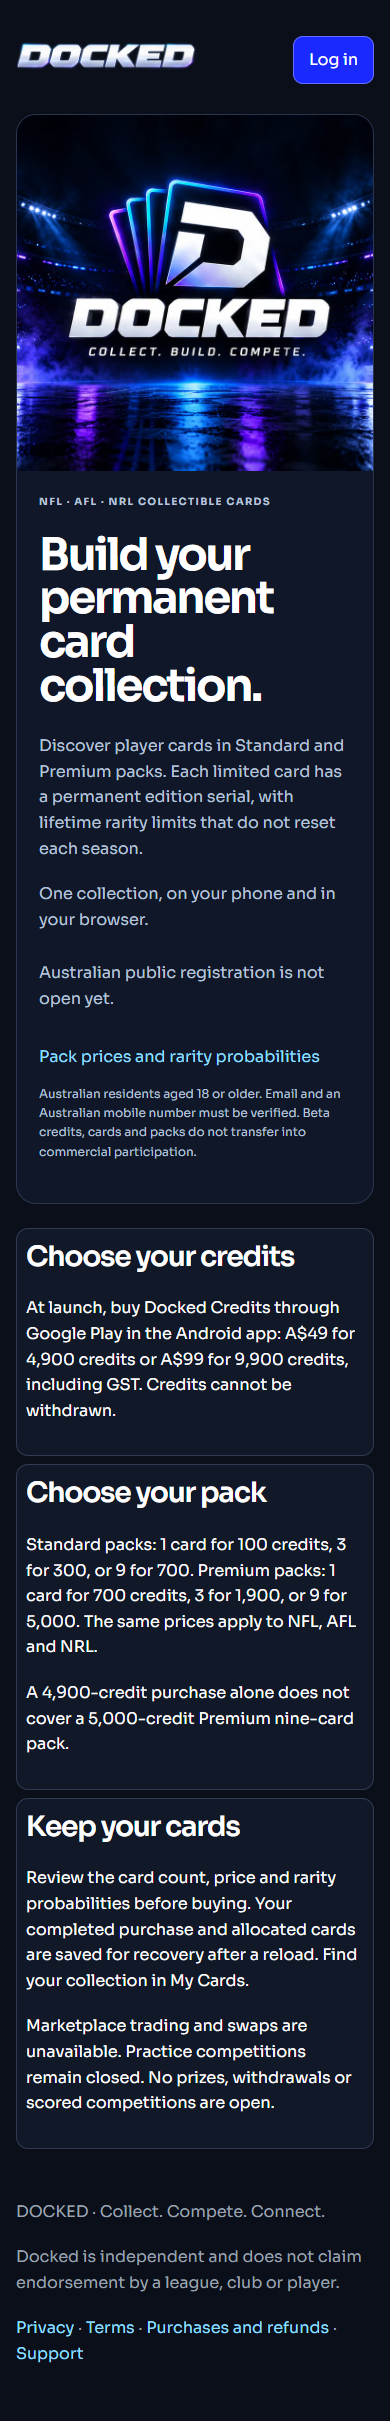 DOCKED
Log in
DOCKED
COLLECT. BUILD. COMPETE.
NFL · AFL · NRL COLLECTIBLE CARDS
Build your
permanent
card
collection.
Discover player cards in Standard and
Premium packs. Each limited card has
a permanent edition serial, with
lifetime rarity limits that do not reset
each season.
One collection, on your phone and in
your browser.
Australian public registration is not
open yet.
Pack prices and rarity probabilities
Australian residents aged 18 or older. Email and an
Australian mobile number must be verified. Beta
credits, cards and packs do not transfer into
commercial participation.
Choose your credits
At launch, buy Docked Credits through
Google Play in the Android app: A$49 for
4,900 credits or A$99 for 9,900 credits,
including GST. Credits cannot be
withdrawn.
Choose your pack
Standard packs: 1 card for 100 credits, 3
for 300, or 9 for 700. Premium packs: 1
card for 700 credits, 3 for 1,900, or 9 for
5,000. The same prices apply to NFL, AFL
and NRL.
A 4,900-credit purchase alone does not
cover a 5,000-credit Premium nine-card
pack.
Keep your cards
Review the card count, price and rarity
probabilities before buying. Your
completed purchase and allocated cards
are saved for recovery after a reload. Find
your collection in My Cards.
Marketplace trading and swaps are
unavailable. Practice competitions
remain closed. No prizes, withdrawals or
scored competitions are open.
DOCKED · Collect. Compete. Connect.
Docked is independent and does not claim
endorsement by a league, club or player.
Privacy · Terms · Purchases and refunds ·
Support